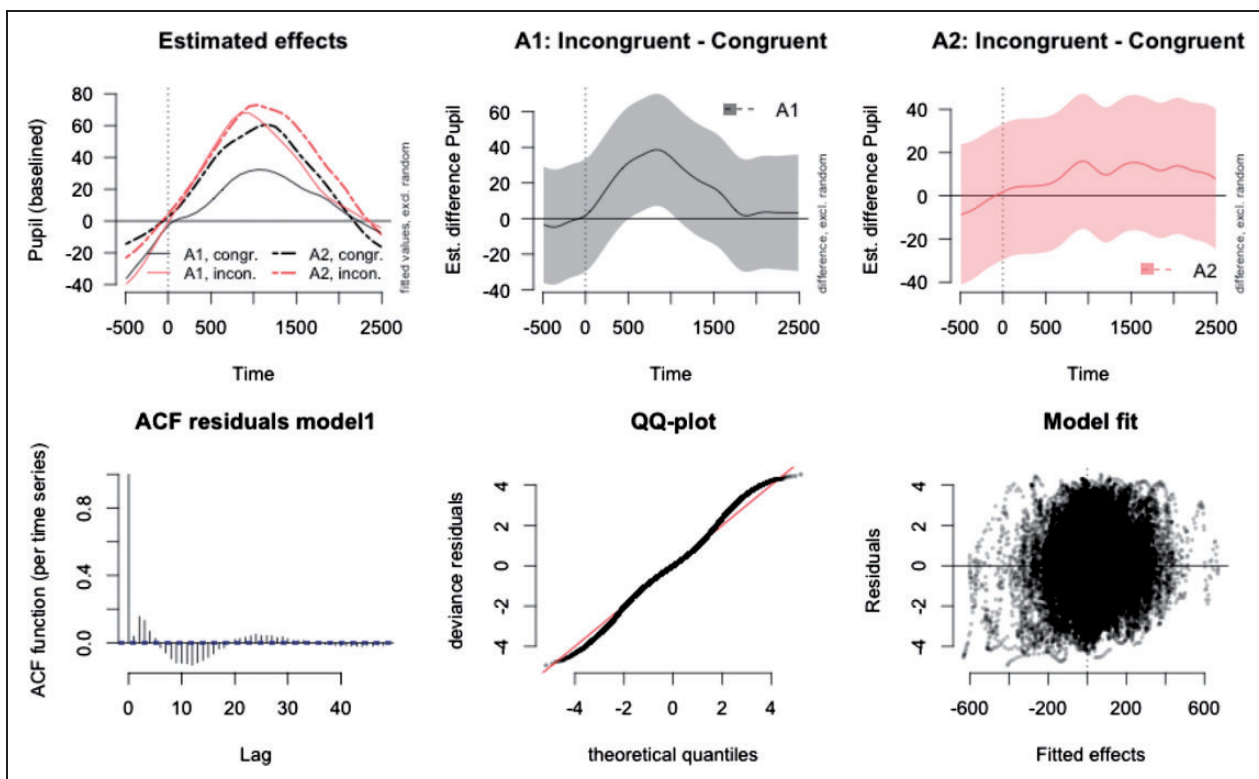 Estimated effects
Pupil (baselined)
80
60
40
20
0
-20
-40
A1, congr.
A2, congr.
A1, incon.
A2, incon.
-500 0 500 1500 2500
Time
fitted values, excl. random
A1: Incongruent - Congruent
Est. difference Pupil
60
40
20
0
-20
-40
A1
-500 0 500 1500 2500
Time
difference, excl. random
A2: Incongruent - Congruent
Est. difference Pupil
40
20
0
-20
-40
A2
-500 0 500 1500 2500
Time
difference, excl. random
ACF residuals model1
ACF function (per time series)
0.8
0.4
0.0
0 10 20 30 40
Lag
QQ-plot
deviance residuals
4
2
0
-2
-4
-4 -2 0 2 4
theoretical quantiles
Model fit
Residuals
4
2
0
-2
-4
-600 -200 200 600
Fitted effects